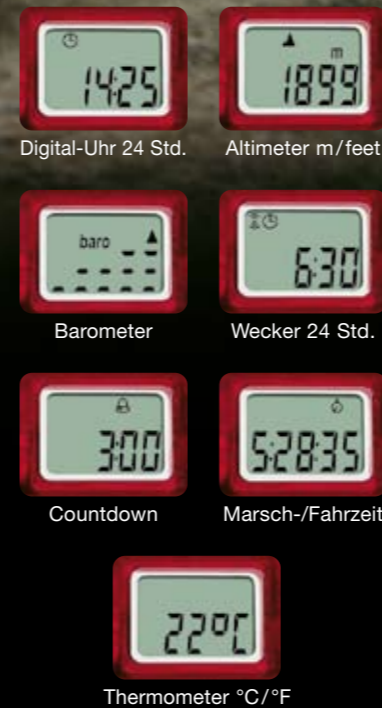 14:25
Digital-Uhr 24 Std.
m
1899
Altimeter m/feet
baro
Barometer
6:30
Wecker 24 Std.
3:00
Countdown
5:28:35
Marsch-/Fahrzeit
22°C
Thermometer °C/°F